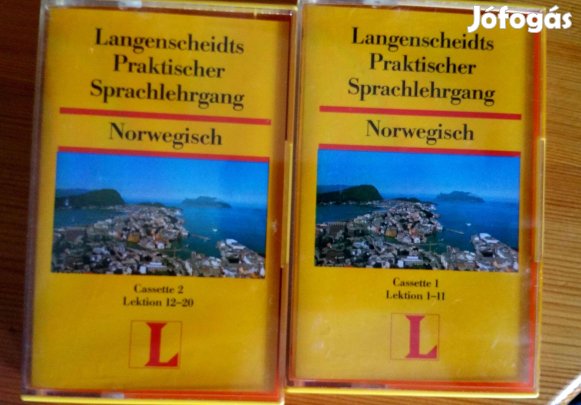 Jófogás
Langenscheidts
Praktischer
Sprachlehrgang
Norwegisch
Cassette 2
Lektion 12–20
L
Langenscheidts
Praktischer
Sprachlehrgang
Norwegisch
Cassette 1
Lektion 1–11
L